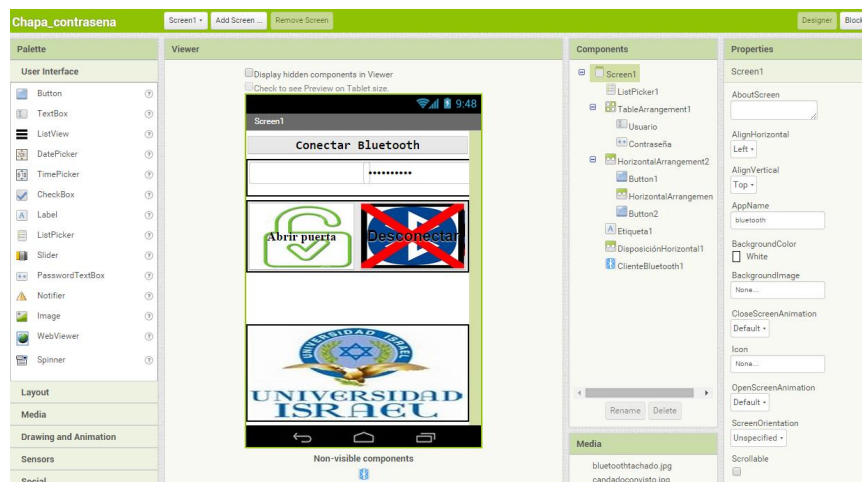 Chapa_contrasena
Screen1
Add Screen ...
Remove Screen
Designer
Block
Palette
User Interface
Button
TextBox
ListView
DatePicker
TimePicker
CheckBox
Label
ListPicker
Slider
PasswordTextBox
Notifier
Image
WebViewer
Spinner
Layout
Media
Drawing and Animation
Sensors
Social
Viewer
Display hidden components in Viewer
Check to see Preview on Tablet size.
9:48
Screen1
Conectar Bluetooth
••••••••••
Abrir puerta
Desconectar
UNIVERSIDAD ISRAEL
UNIVERSIDAD
ISRAEL
Non-visible components
Components
Screen1
ListPicker1
TableArrangement1
Usuario
Contraseña
HorizontalArrangement2
Button1
HorizontalArrangemen
Button2
Etiqueta1
DisposiciónHorizontal1
ClienteBluetooth1
Rename
Delete
Media
bluetoothtachado.jpg
candadoconvisto.jpg
Properties
Screen1
AboutScreen
AlignHorizontal
Left
AlignVertical
Top
AppName
bluetooth
BackgroundColor
White
BackgroundImage
None...
CloseScreenAnimation
Default
Icon
None...
OpenScreenAnimation
Default
ScreenOrientation
Unspecified
Scrollable